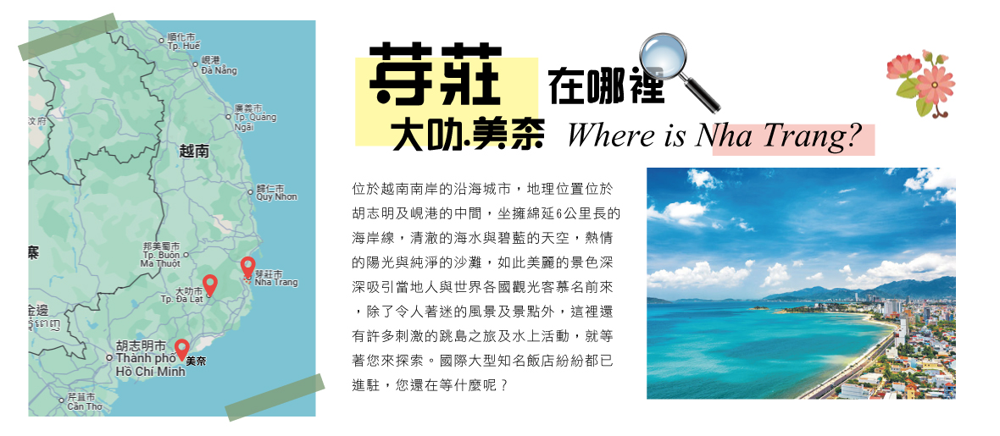 順化市
Tp. Huế
峴港
Đà Nẵng
廣義市
Tp. Quảng
Ngãi
汶府
越南
歸仁市
Quy Nhơn
邦美蜀市
Tp. Buôn
Ma Thuột
寮
芽莊市
Nha Trang
大叻市
Tp. Đà Lạt
金邊
ភ្នំពេញ
胡志明市
Thành phố
Hồ Chí Minh
美奈
芹苴市
Cần Thơ
芽莊
在哪裡
大叻.美奈
Where is Nha Trang?
位於越南南岸的沿海城市，地理位置位於
胡志明及峴港的中間，坐擁綿延6公里長的
海岸線，清澈的海水與碧藍的天空，熱情
的陽光與純淨的沙灘，如此美麗的景色深
深吸引當地人與世界各國觀光客慕名前來
，除了令人著迷的風景及景點外，這裡還
有許多刺激的跳島之旅及水上活動，就等
著您來探索。國際大型知名飯店紛紛都已
進駐，您還在等什麼呢？